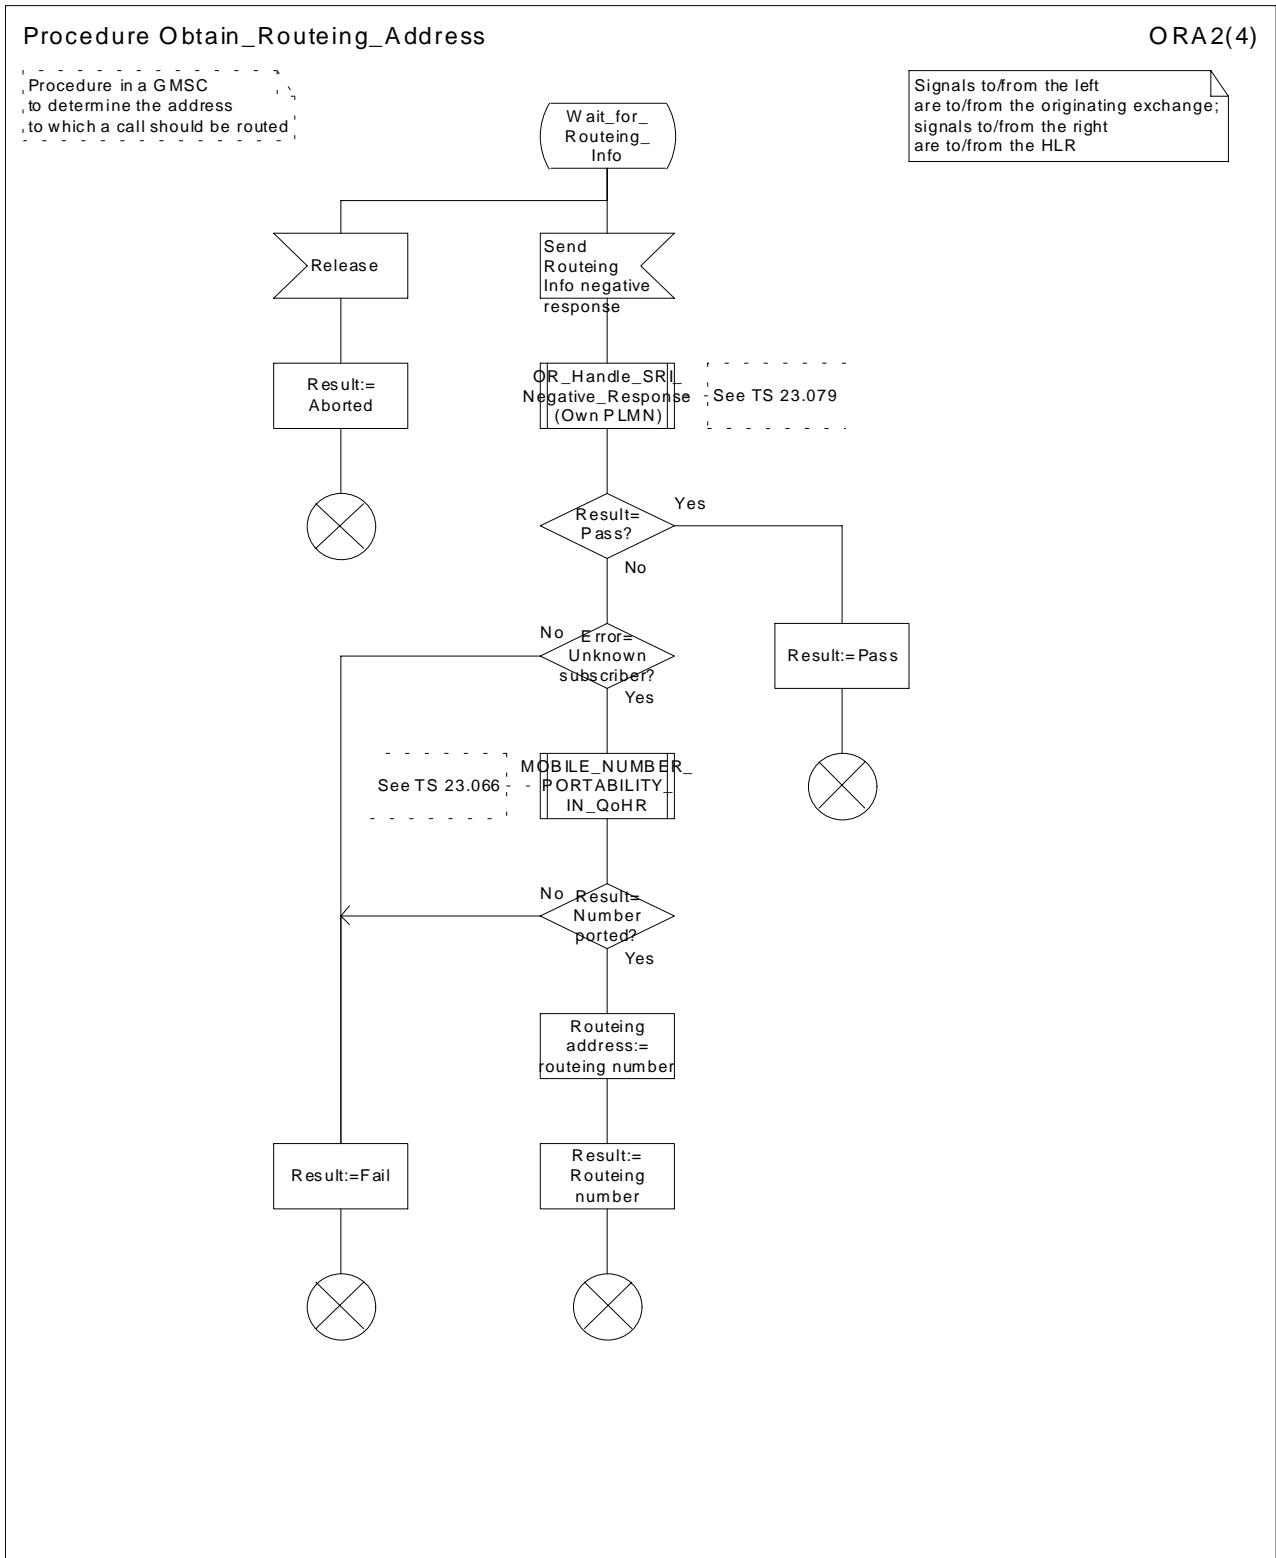 Procedure Obtain_Routeing_Address
ORA2(4)
Procedure in a GMSC
to determine the address
to which a call should be routed
Signals to/from the left
are to/from the originating exchange;
signals to/from the right
are to/from the HLR
Wait_for_
Routeing_
Info
Release
Send
Routeing
Info negative
response
Result:=
Aborted
OR_Handle_SRI_
Negative_Response
(Own PLMN)
See TS 23.079
Result=
Pass?
Yes
No
Error=
Unknown
subscriber?
No
Yes
Result:=Pass
See TS 23.066
MOBILE_NUMBER_
PORTABILITY_
IN_QoHR
Result=
Number
ported?
No
Yes
Routeing
address:=
routeing number
Result:=Fail
Result:=
Routeing
number